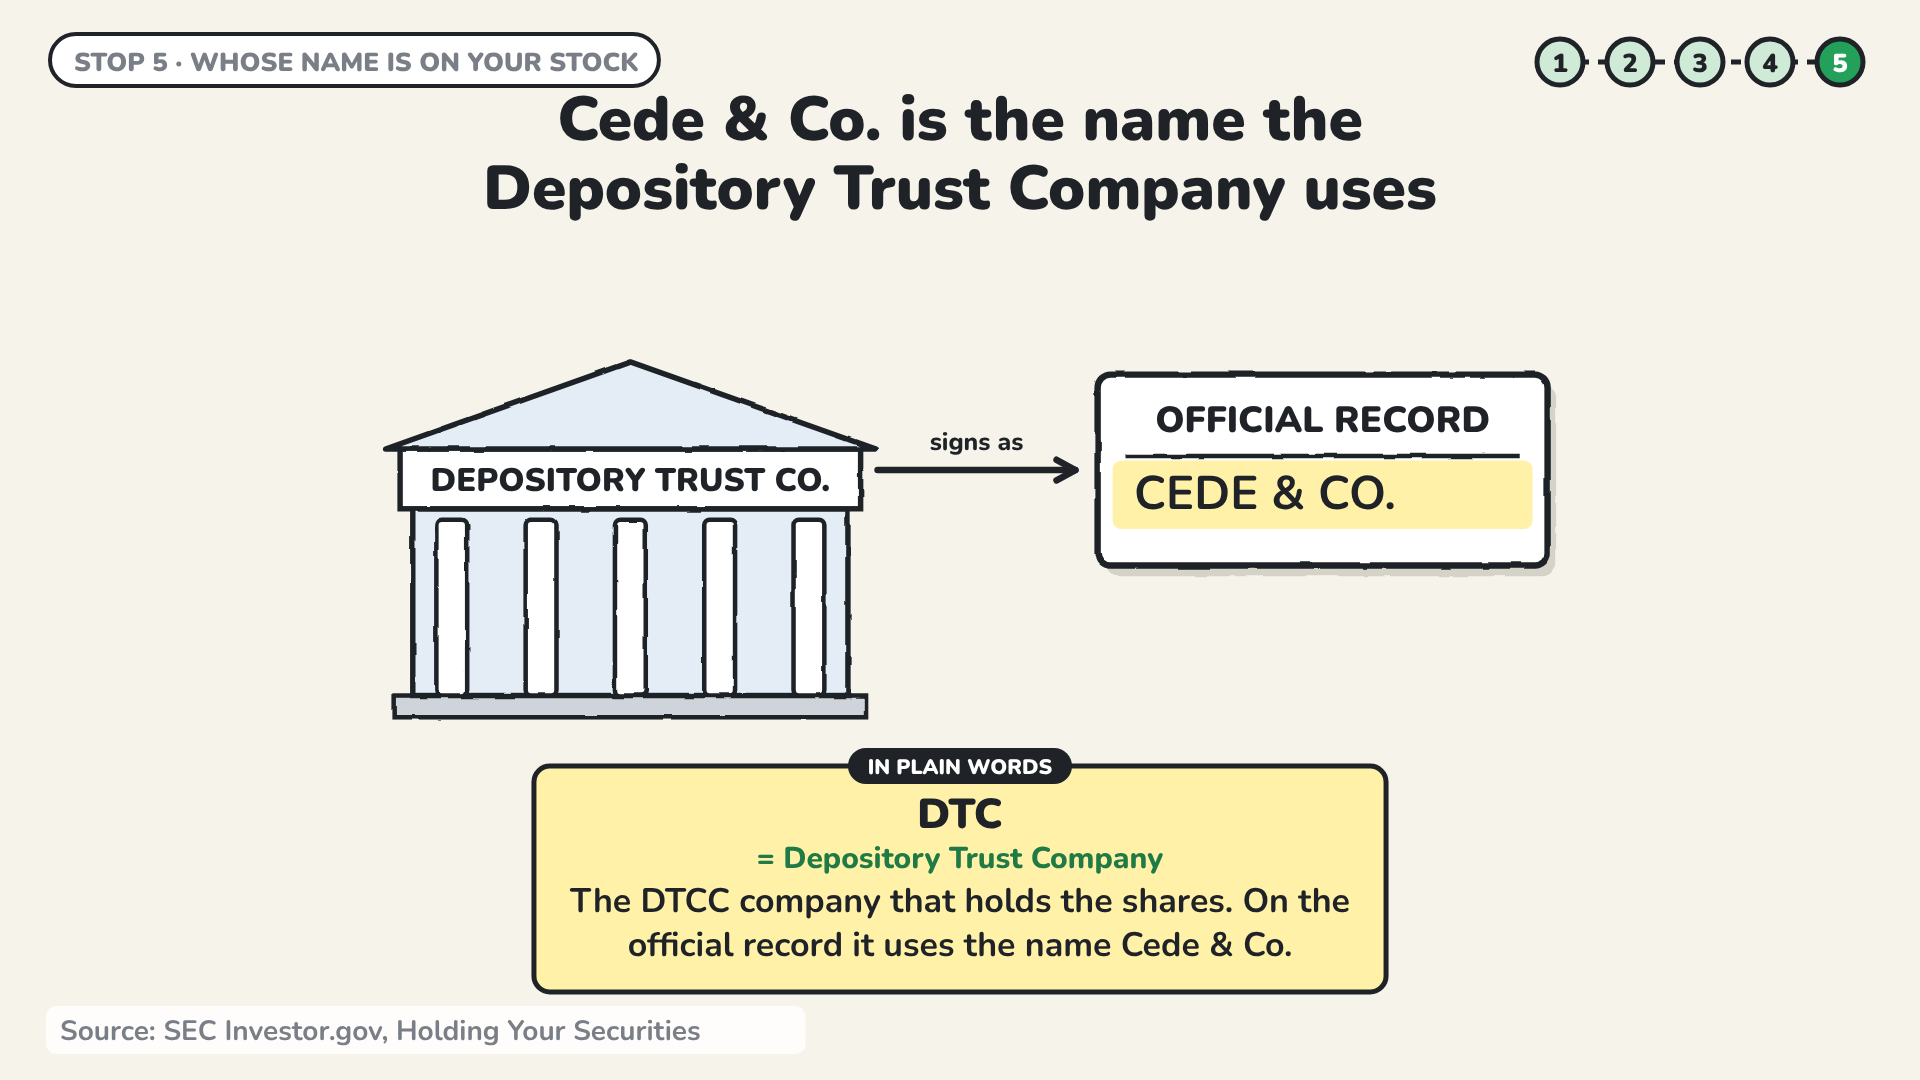 STOP 5 · WHOSE NAME IS ON YOUR STOCK
1 2 3 4 5
Cede & Co. is the name the
Depository Trust Company uses
DEPOSITORY TRUST CO.
signs as
OFFICIAL RECORD
CEDE & CO.
IN PLAIN WORDS
DTC
= Depository Trust Company
The DTCC company that holds the shares. On the
official record it uses the name Cede & Co.
Source: SEC Investor.gov, Holding Your Securities